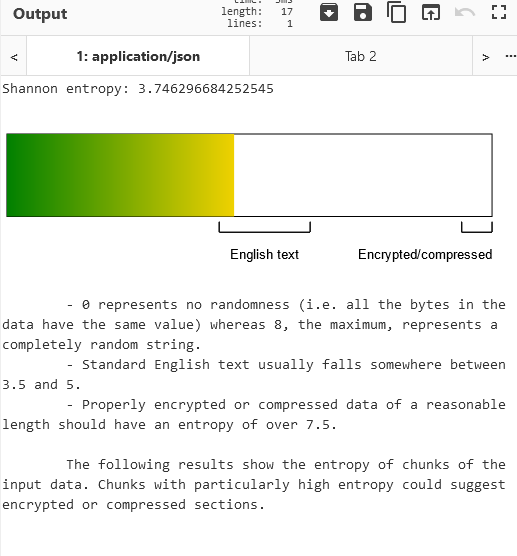 time: 3ms
Output
length: 17
lines: 1
<
1: application/json
Tab 2
>
...
Shannon entropy: 3.746296684252545
English text
Encrypted/compressed
- 0 represents no randomness (i.e. all the bytes in the
data have the same value) whereas 8, the maximum, represents a
completely random string.
- Standard English text usually falls somewhere between
3.5 and 5.
- Properly encrypted or compressed data of a reasonable
length should have an entropy of over 7.5.
The following results show the entropy of chunks of the
input data. Chunks with particularly high entropy could suggest
encrypted or compressed sections.